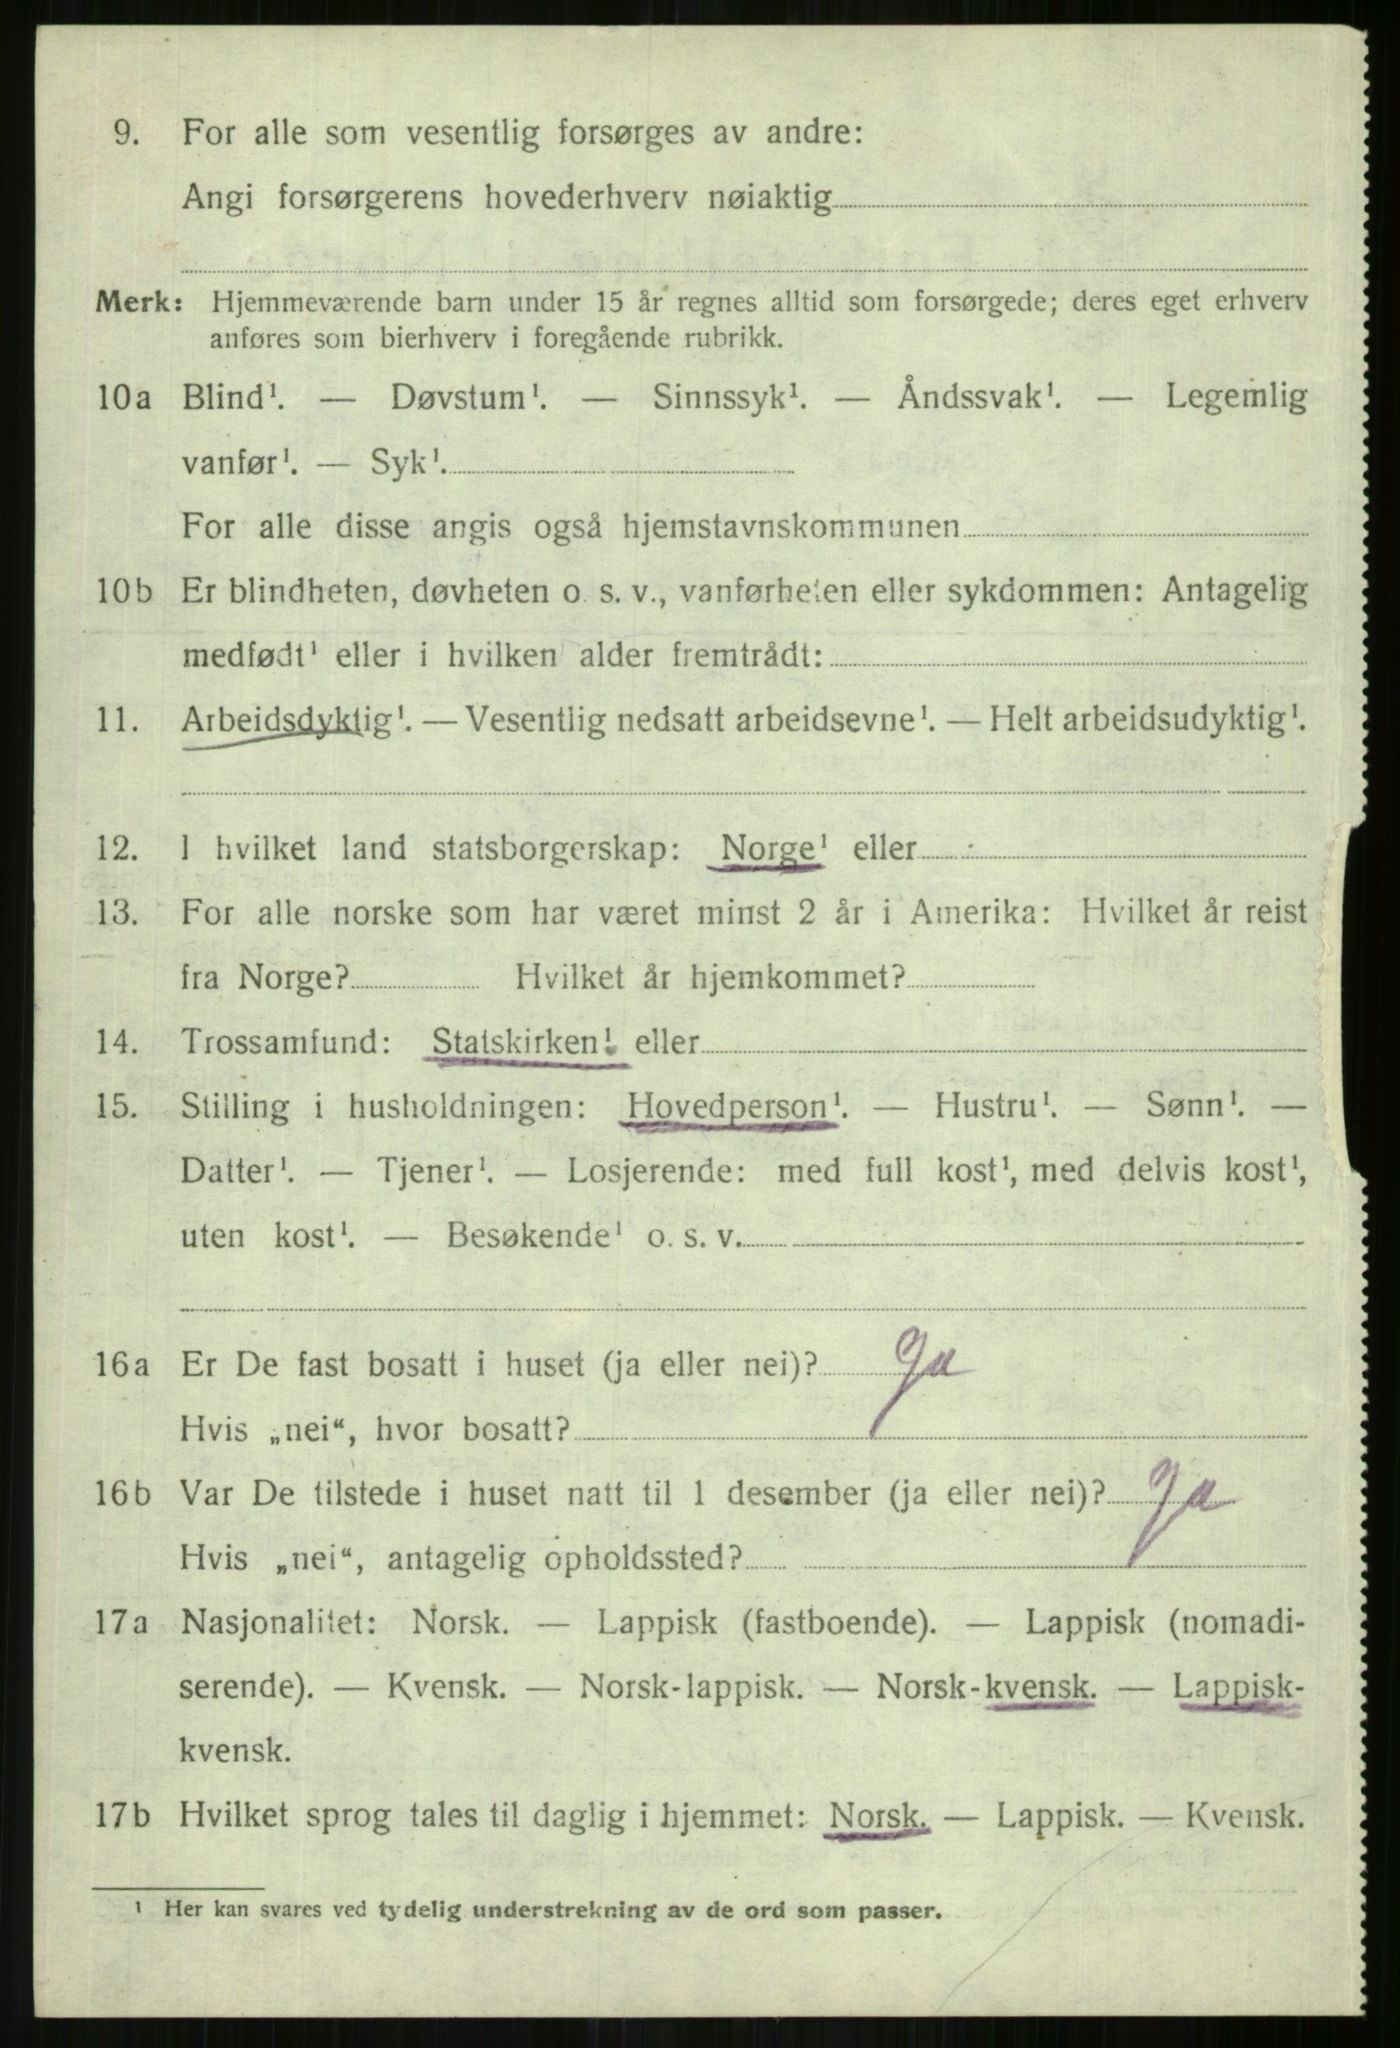 9. For alle som vesentlig forsørges av andre:
Angi forsørgerens hovederhverv nøiaktig
Merk: Hjemmeværende barn under 15 år regnes alltid som forsørgede; deres eget erhverv
anføres som bierhverv i foregående rubrikk.
10a Blind¹. — Døvstum¹. — Sinnssyk¹. — Åndssvak¹. — Legemlig
vanfør¹. — Syk¹.
For alle disse angis også hjemstavnskommunen
10b Er blindheten, døvheten o. s. v., vanførheten eller sykdommen: Antagelig
medfødt¹ eller i hvilken alder fremtrådt:
11. Arbeidsdyktig¹. — Vesentlig nedsatt arbeidsevne¹. — Helt arbeidsudyktig¹.
12. I hvilket land statsborgerskap: Norge¹ eller
13. For alle norske som har været minst 2 år i Amerika: Hvilket år reist
fra Norge? Hvilket år hjemkommet?
14. Trossamfund: Statskirken¹ eller
15. Stilling i husholdningen: Hovedperson¹. — Hustru¹. — Sønn¹. —
Datter¹. — Tjener¹. — Losjerende: med full kost¹, med delvis kost¹,
uten kost¹. — Besøkende¹ o. s. v.
16a Er De fast bosatt i huset (ja eller nei)? Ja
Hvis „nei“, hvor bosatt?
16b Var De tilstede i huset natt til 1 desember (ja eller nei)? Ja
Hvis „nei“, antagelig opholdssted?
17a Nasjonalitet: Norsk. — Lappisk (fastboende). — Lappisk (nomadi-
serende). — Kvensk. — Norsk-lappisk. — Norsk-kvensk. — Lappisk-
kvensk.
17b Hvilket sprog tales til daglig i hjemmet: Norsk. — Lappisk. — Kvensk.
¹ Her kan svares ved tydelig understrekning av de ord som passer.